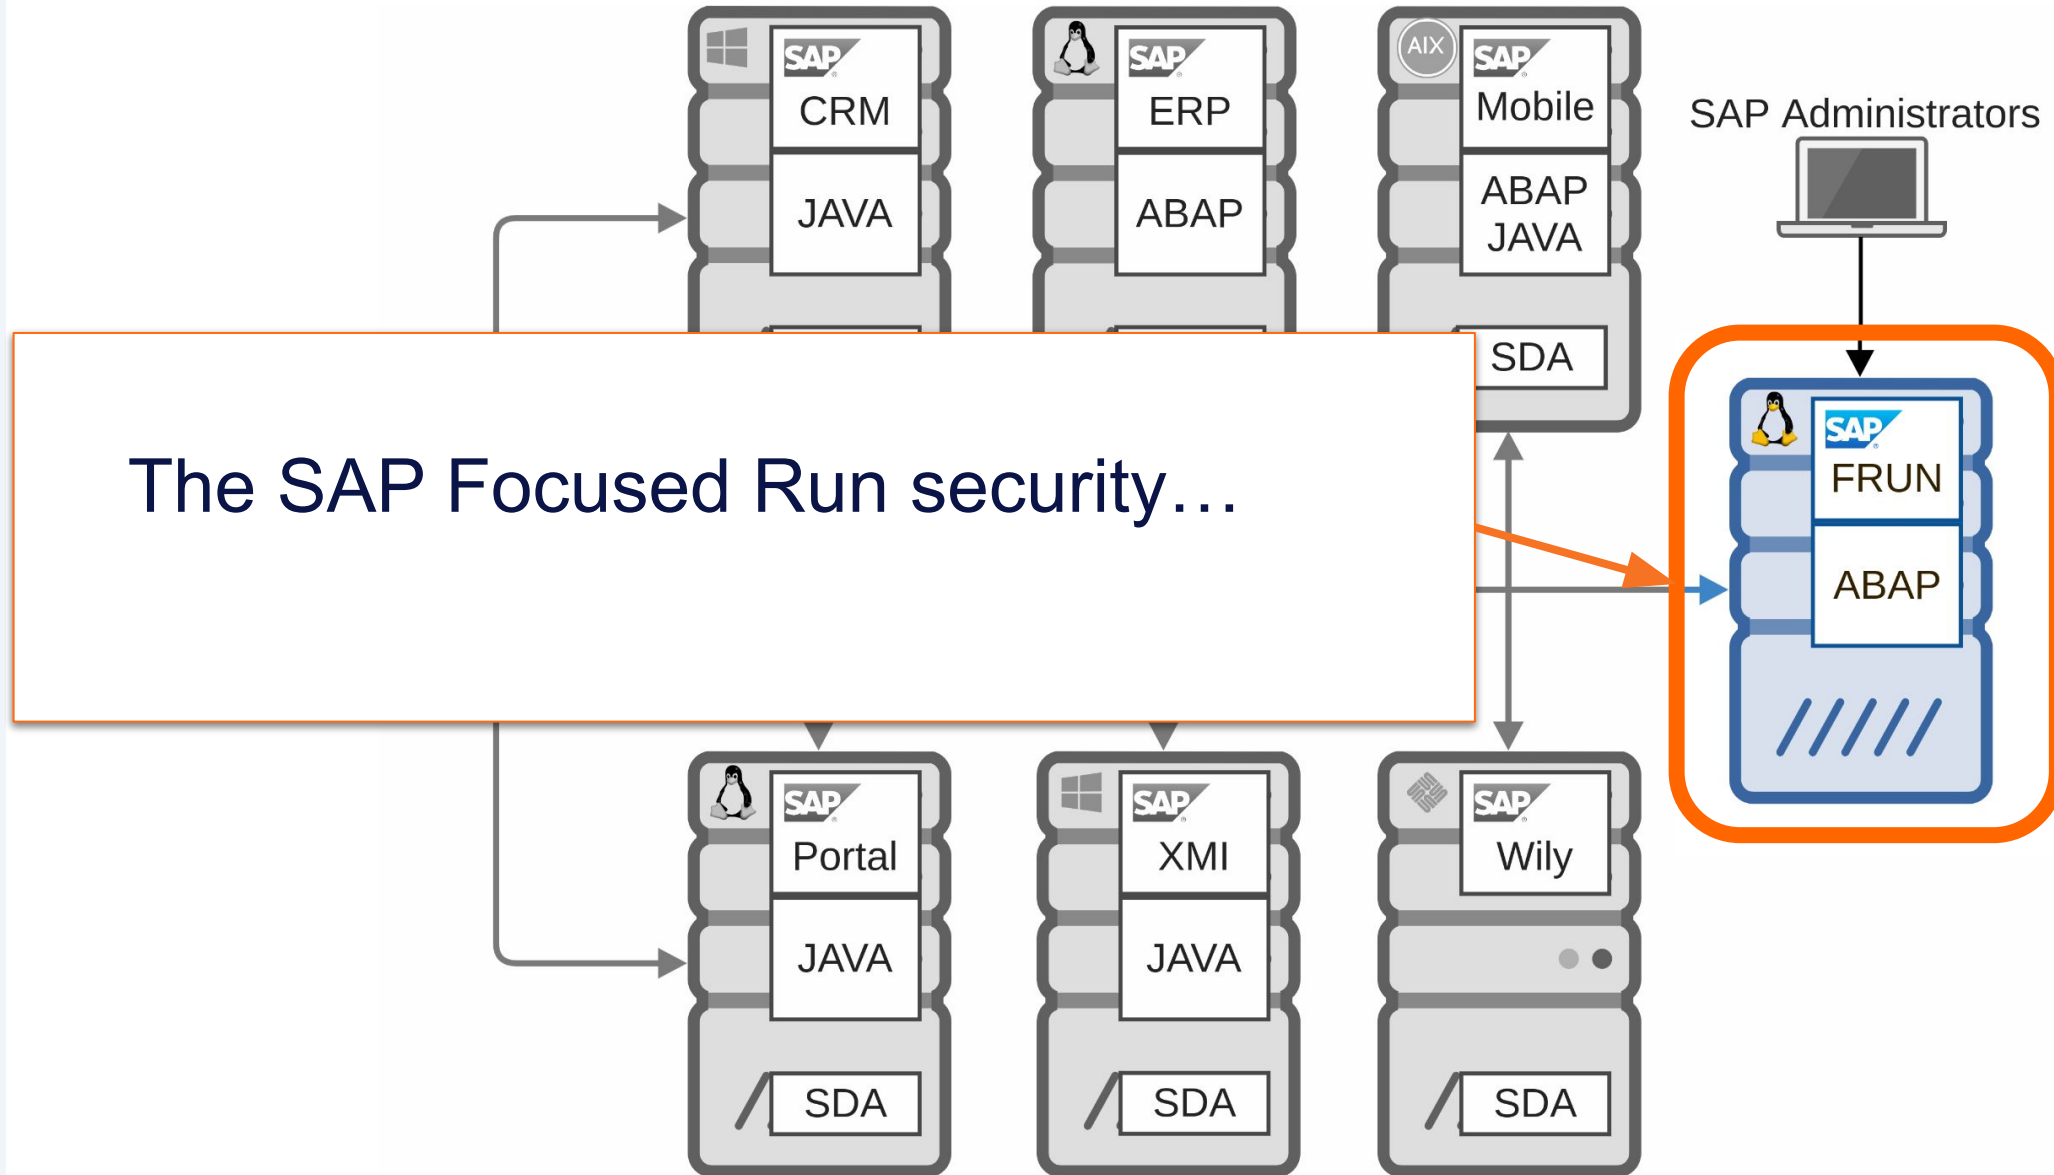 SAP
CRM
JAVA
SAP
ERP
ABAP
AIX
SAP
Mobile
ABAP
JAVA
SDA
SAP Administrators
The SAP Focused Run security…
SAP
FRUN
ABAP
SAP
Portal
JAVA
SDA
SAP
XMI
JAVA
SDA
SAP
Wily
SDA